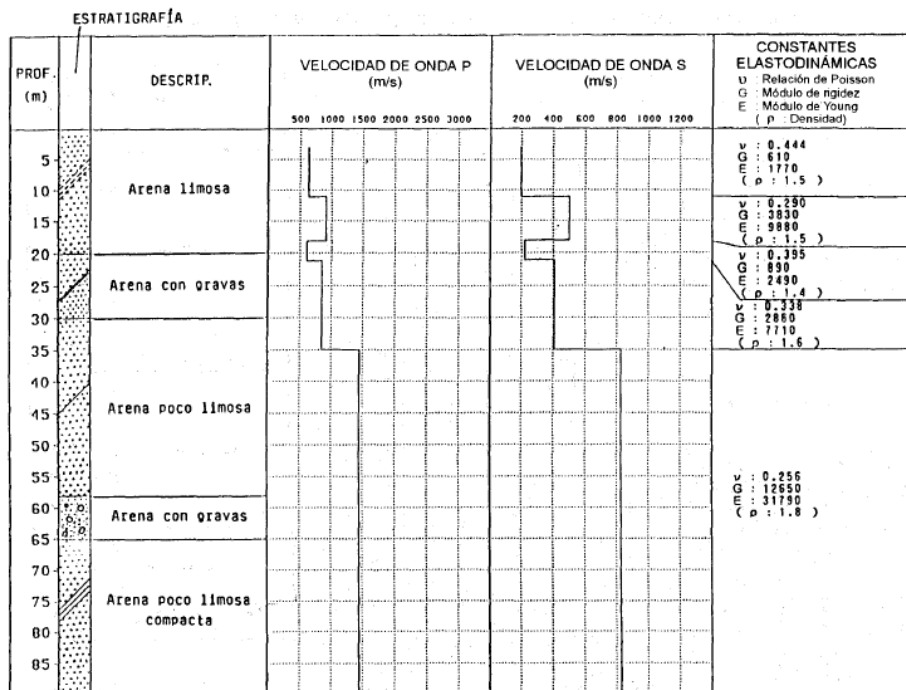 ESTRATIGRAFÍA
PROF.
(m)
DESCRIP.
VELOCIDAD DE ONDA P
(m/s)
500 1000 1500 2000 2500 3000
VELOCIDAD DE ONDA S
(m/s)
200 400 600 800 1000 1200
CONSTANTES
ELASTODINÁMICAS
υ : Relación de Poisson
G : Módulo de rigidez
E : Módulo de Young
( ρ : Densidad)
5
10
15
20
25
30
35
40
45
50
55
60
65
70
75
80
85
Arena limosa
Arena con gravas
Arena poco limosa
Arena con gravas
Arena poco limosa
compacta
ν : 0.444
G : 610
E : 1770
( ρ : 1.5 )
ν : 0.290
G : 3830
E : 9880
( ρ : 1.5 )
ν : 0.395
G : 890
E : 2490
( ρ : 1.4 )
ν : 0.338
G : 2860
E : 7710
( ρ : 1.6 )
ν : 0.256
G : 12650
E : 31790
( ρ : 1.8 )